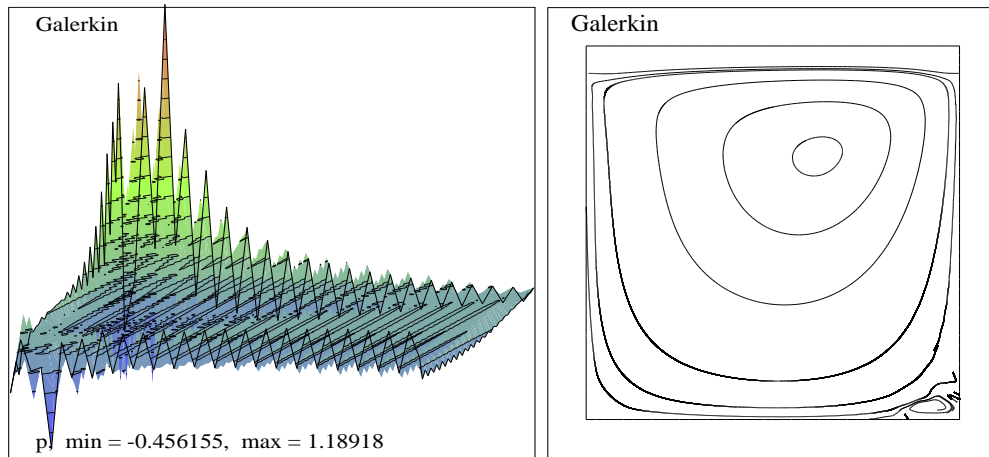 Galerkin
p, min = -0.456155, max = 1.18918
Galerkin